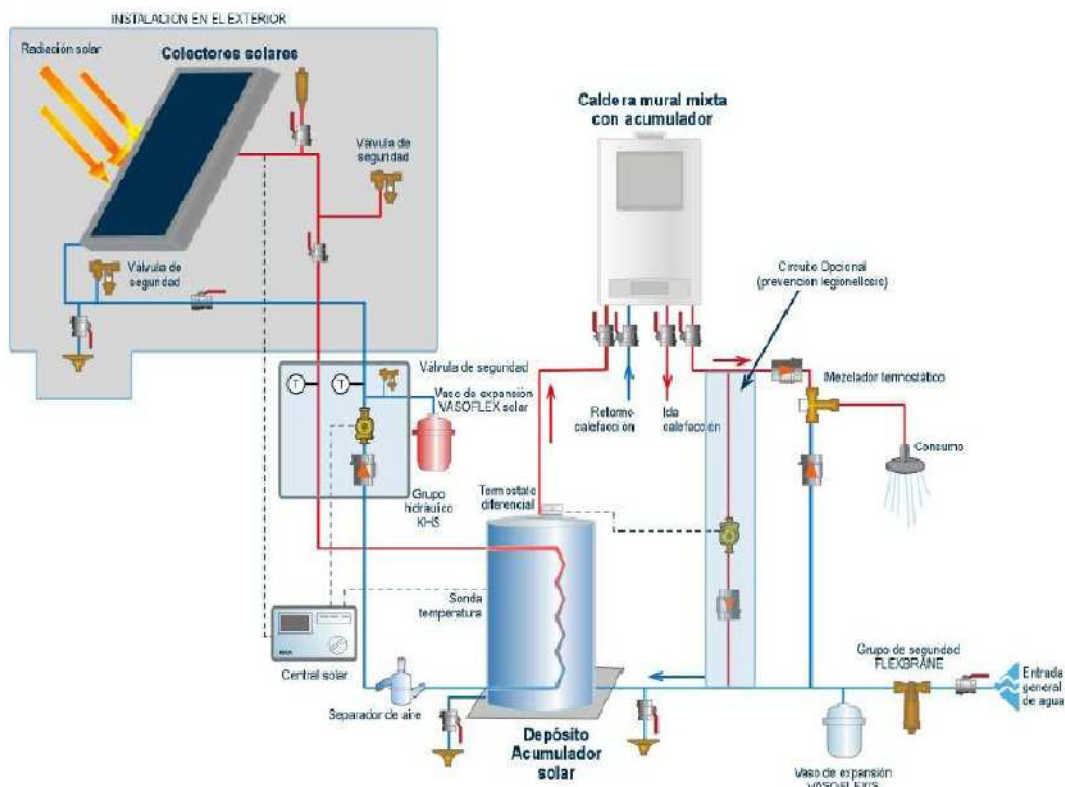 INSTALACION EN EL EXTERIOR
Radiación solar
Colectores solares
Válvula de
seguridad
Válvula de
seguridad
Caldera mural mixta
con acumulador
Circuito Opcional
(prevención legionellosis)
T
T
Válvula de seguridad
Vaso de expansión
VASOFLEX solar
Retorno
calefacción
Ida
calefacción
Mezclador termostático
Consumo
Grupo
hidráulico
KHS
Termostato
diferencial
Sonda
temperatura
Central solar
Separador de aire
Depósito
Acumulador
solar
Grupo de seguridad
FLEXBRANE
Entrada
general
de agua
Vaso de expansión